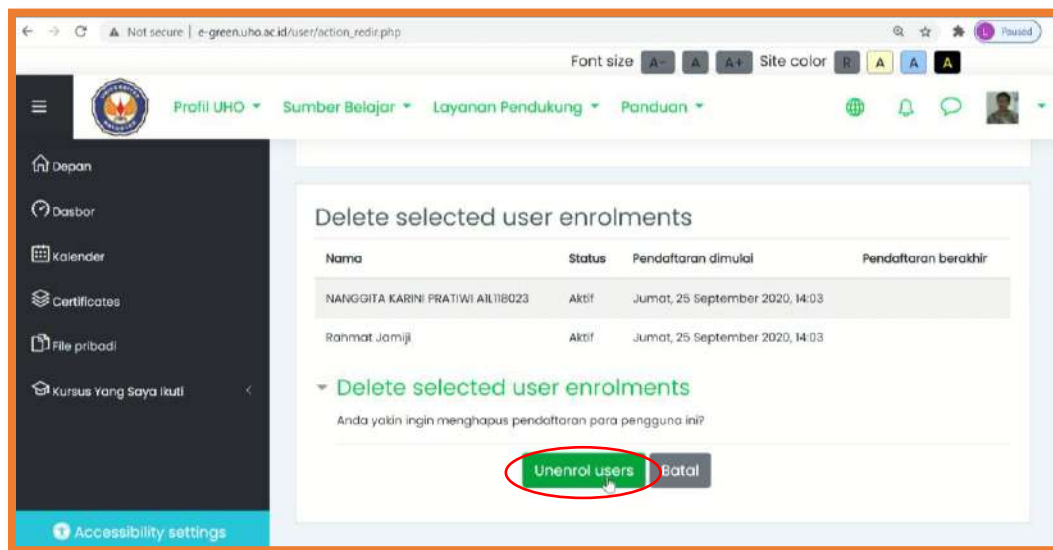 Not secure | e-green.uho.ac.id/user/action_redir.php
Paused
Font size A- A A+ Site color R A A A
Profil UHO Sumber Belajar Layanan Pendukung Panduan
Depan
Dasbor
Kalender
Certificates
File pribadi
Kursus Yang Saya Ikuti
Accessibility settings
Delete selected user enrolments
Nama Status Pendaftaran dimulai Pendaftaran berakhir
NANGGITA KARINI PRATIWI A1L118023 Aktif Jumat, 25 September 2020, 14:03
Rahmat Jamiji Aktif Jumat, 25 September 2020, 14:03
Delete selected user enrolments
Anda yakin ingin menghapus pendaftaran para pengguna ini?
Unenrol users Batal